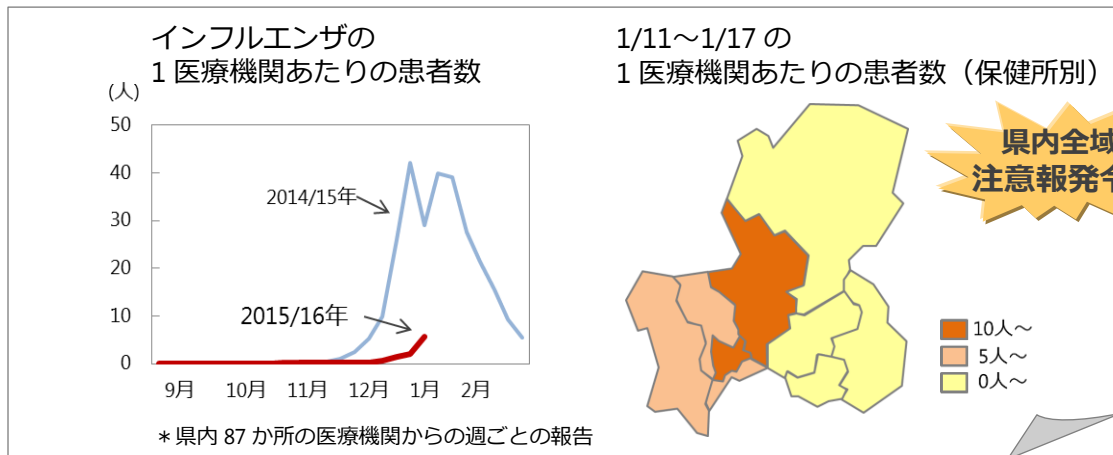 インフルエンザの
1 医療機関あたりの患者数
(人)
50
40
30
20
10
0
2014/15年
2015/16年
9月 10月 11月 12月 1月 2月
＊県内 87 か所の医療機関からの週ごとの報告
1/11～1/17 の
1 医療機関あたりの患者数（保健所別）
県内全域
注意報発令
10人～
5人～
0人～